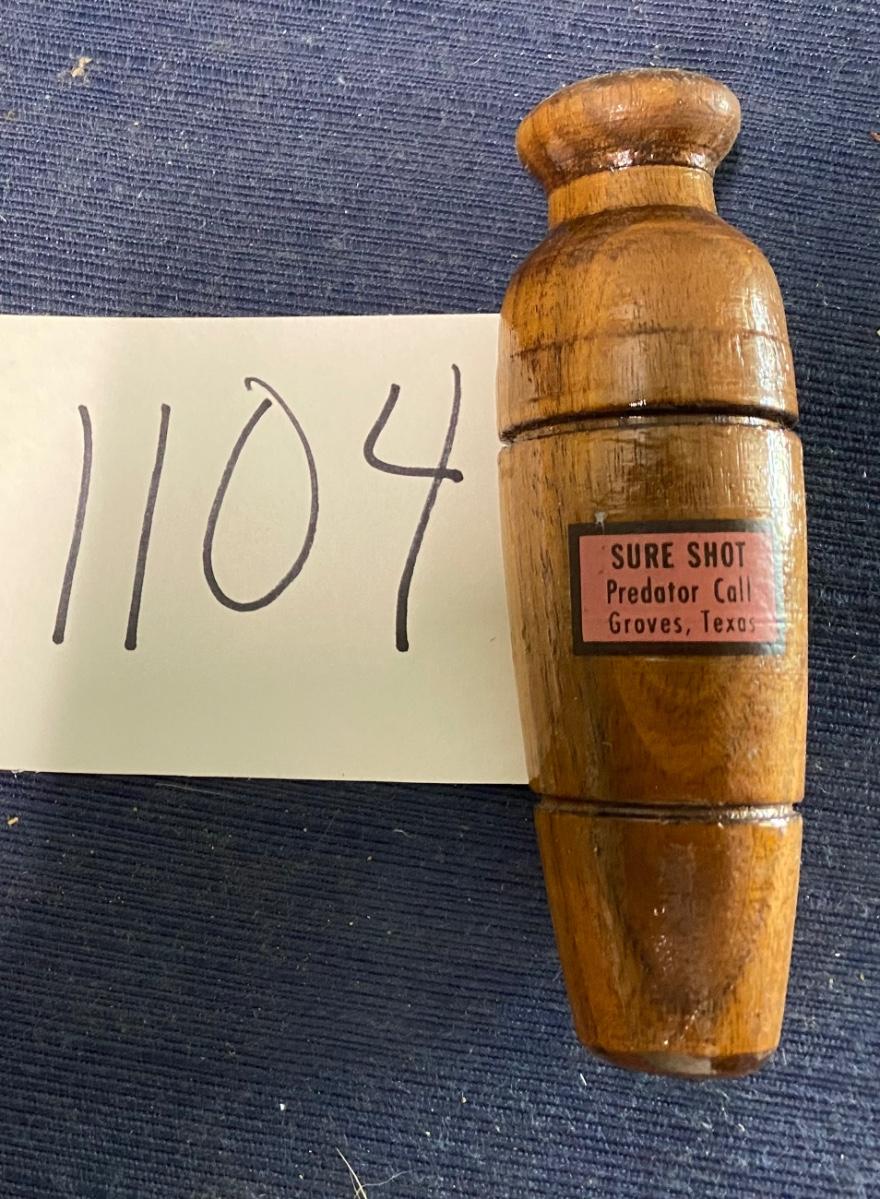 1104
SURE SHOT
Predator Call
Groves, Texas